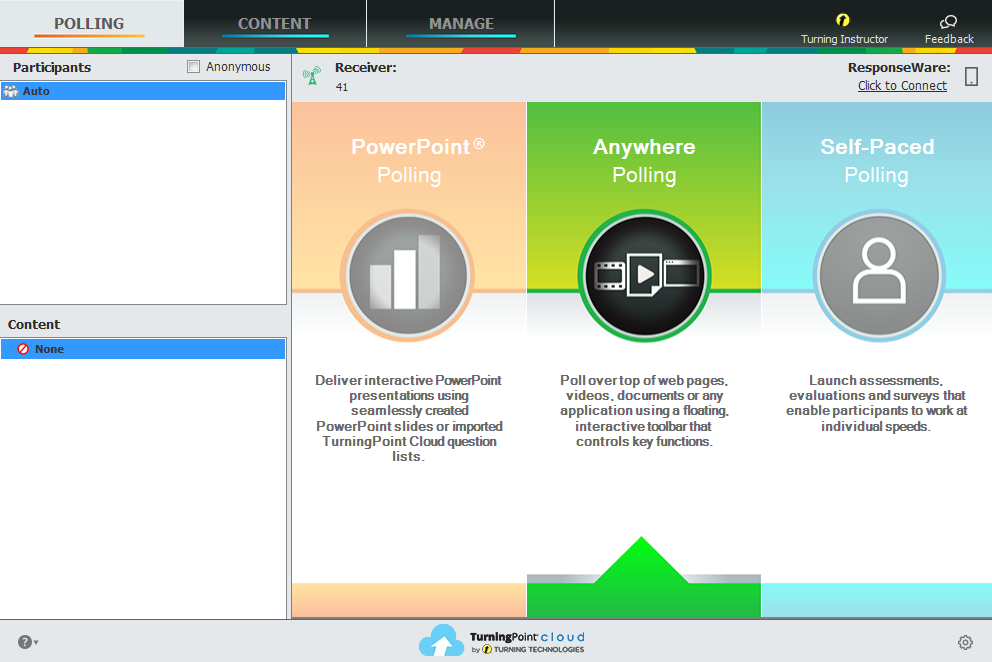 POLLING
CONTENT
MANAGE
Turning Instructor
Feedback
Participants
Anonymous
Auto
Receiver:
41
ResponseWare:
Click to Connect
PowerPoint®
Polling
Deliver interactive PowerPoint
presentations using
seamlessly created
PowerPoint slides or imported
TurningPoint Cloud question
lists.
Anywhere
Polling
Poll over top of web pages,
videos, documents or any
application using a floating,
interactive toolbar that
controls key functions.
Self-Paced
Polling
Launch assessments,
evaluations and surveys that
enable participants to work at
individual speeds.
Content
None
?
TurningPoint cloud
by TURNING TECHNOLOGIES